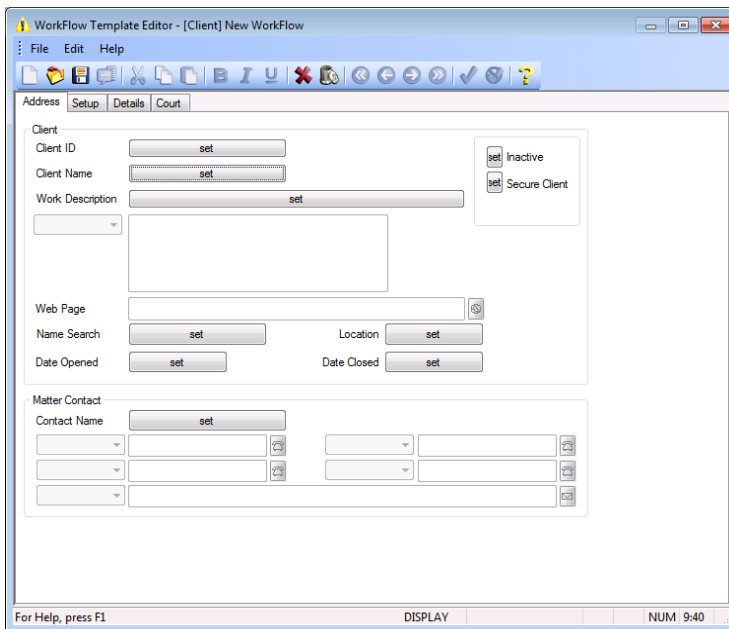 WorkFlow Template Editor - [Client] New WorkFlow
File Edit Help
B I U
Address Setup Details Court
Client
Client ID set
set Inactive
Client Name set
set Secure Client
Work Description set
Web Page
Name Search set Location set
Date Opened set Date Closed set
Matter Contact
Contact Name set
For Help, press F1 DISPLAY NUM 9:40